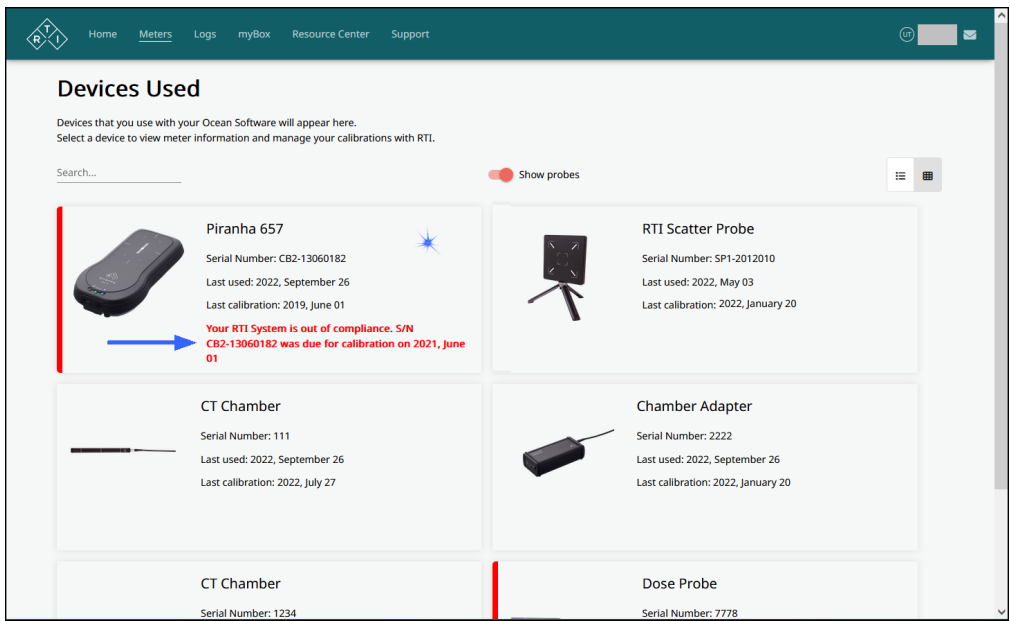 T
R I
Home Meters Logs myBox Resource Center Support
UT
Devices Used
Devices that you use with your Ocean Software will appear here.
Select a device to view meter information and manage your calibrations with RTI.
Search...
Show probes
Piranha 657
Serial Number: CB2-13060182
Last used: 2022, September 26
Last calibration: 2019, June 01
Your RTI System is out of compliance. S/N
CB2-13060182 was due for calibration on 2021, June
01
RTI Scatter Probe
Serial Number: SP1-2012010
Last used: 2022, May 03
Last calibration: 2022, January 20
CT Chamber
Serial Number: 111
Last used: 2022, September 26
Last calibration: 2022, July 27
Chamber Adapter
Serial Number: 2222
Last used: 2022, September 26
Last calibration: 2022, January 20
CT Chamber
Serial Number: 1234
Dose Probe
Serial Number: 7778